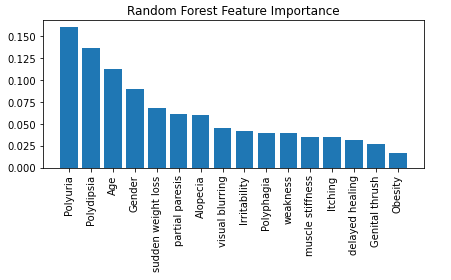 Random Forest Feature Importance
0.150
0.125
0.100
0.075
0.050
0.025
0.000
Polyuria
Polydipsia
Age
Gender
sudden weight loss
partial paresis
Alopecia
visual blurring
Irritability
Polyphagia
weakness
muscle stiffness
Itching
delayed healing
Genital thrush
Obesity